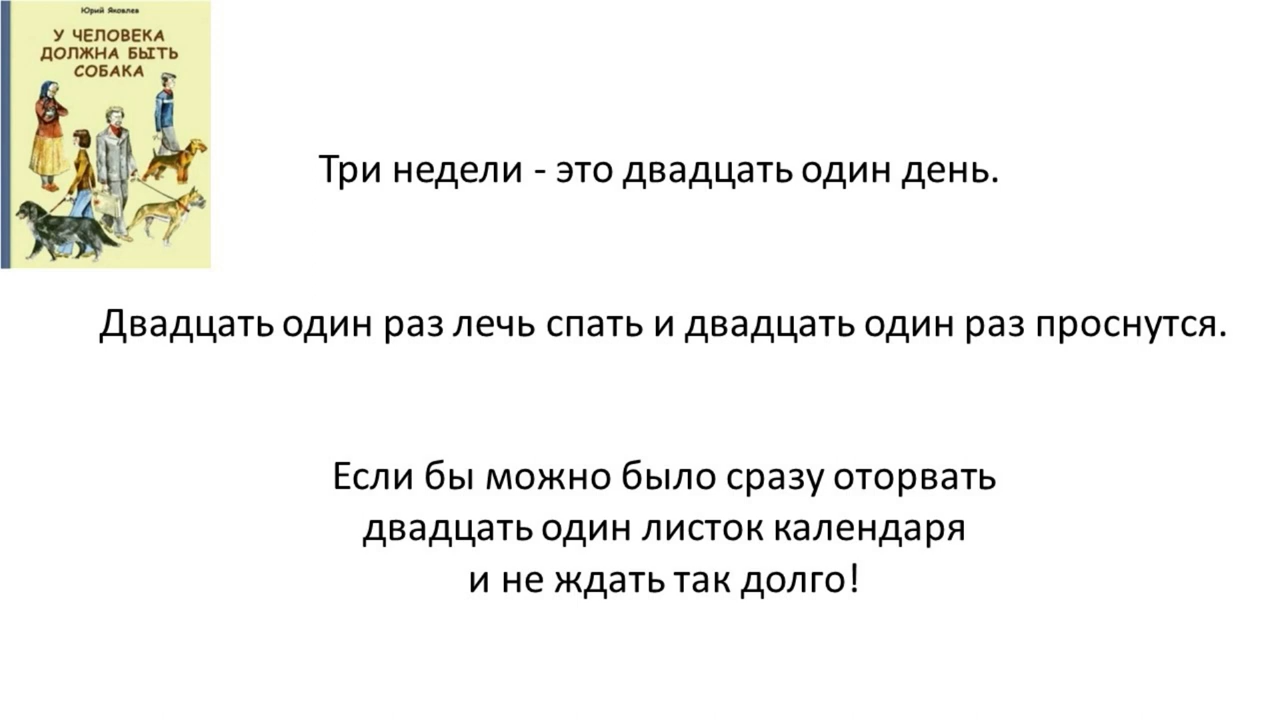 Юрий Яковлев
У ЧЕЛОВЕКА
ДОЛЖНА БЫТЬ
СОБАКА
Три недели - это двадцать один день.
Двадцать один раз лечь спать и двадцать один раз проснутся.
Если бы можно было сразу оторвать
двадцать один листок календаря
и не ждать так долго!